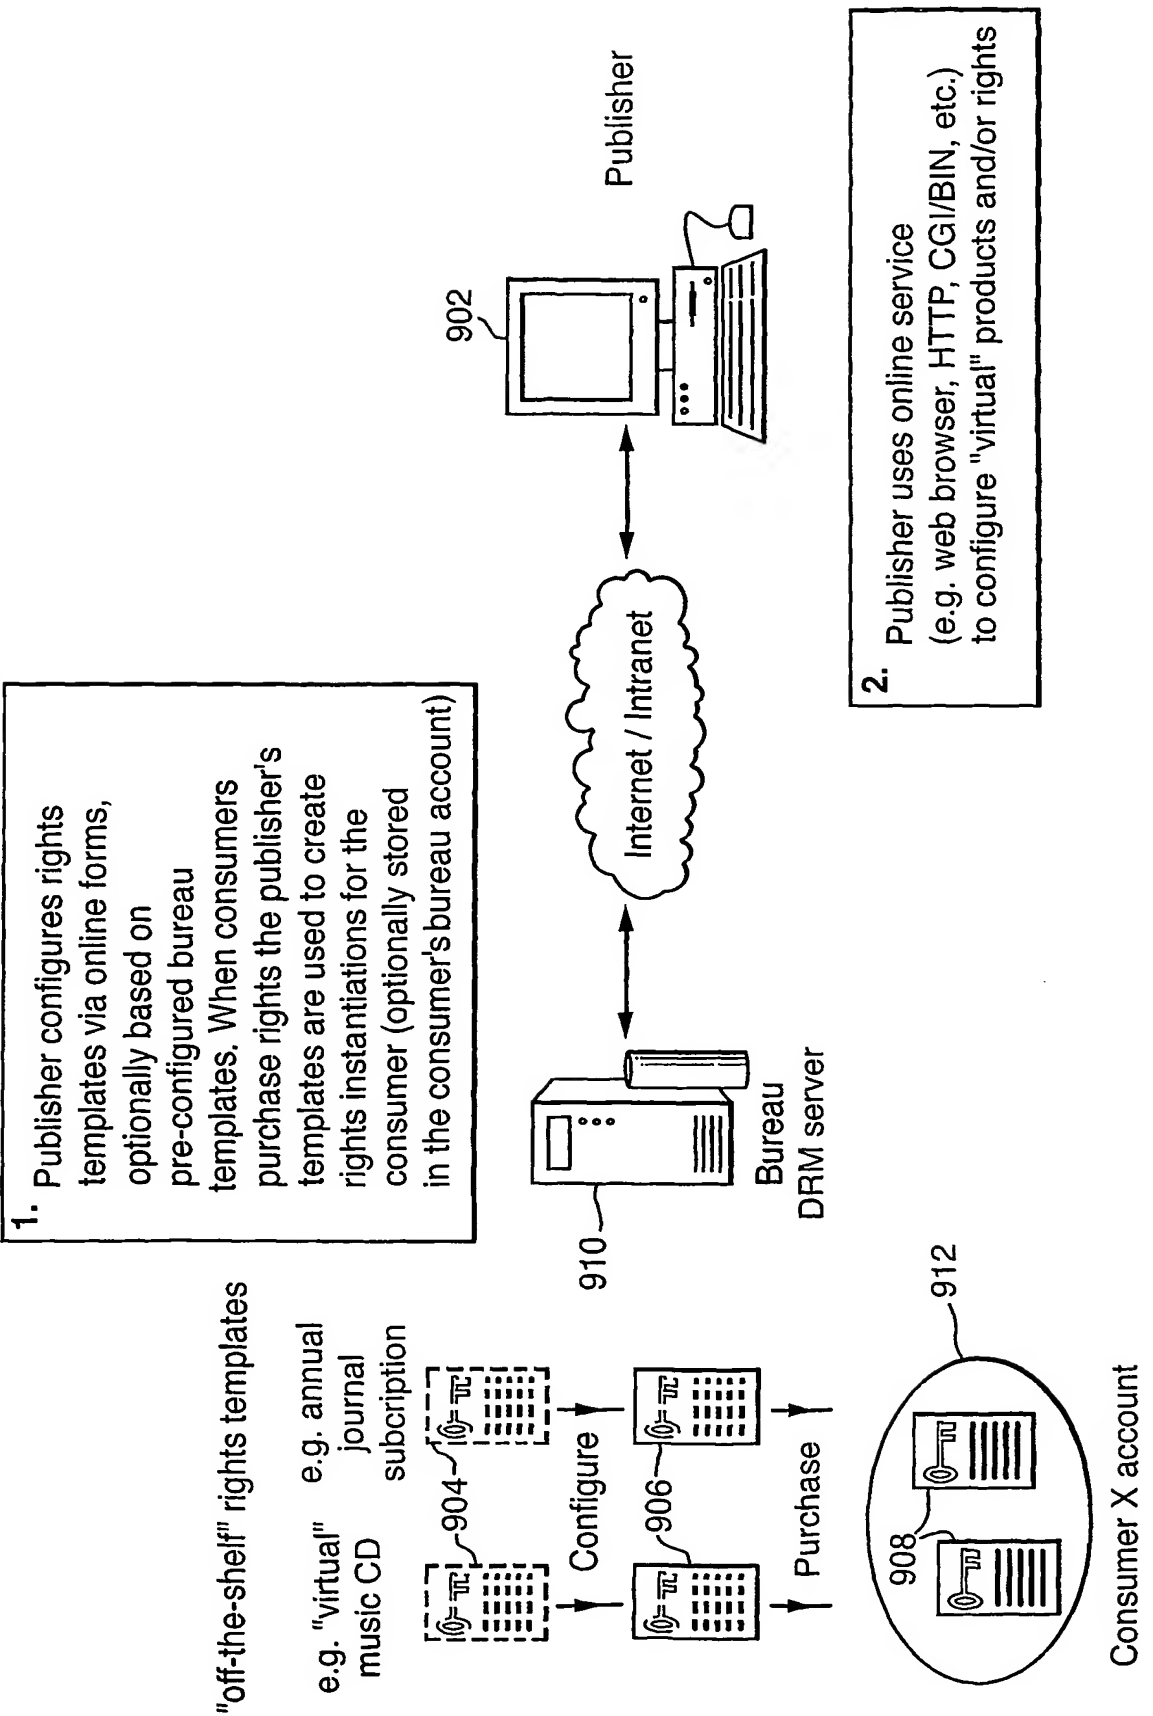 "off-the-shelf" rights templates
e.g. "virtual"
music CD
e.g. annual
journal
subcription
904
Configure
906
Purchase
908
912
Consumer X account
1.
Publisher configures rights
templates via online forms,
optionally based on
pre-configured bureau
templates. When consumers
purchase rights the publisher's
templates are used to create
rights instantiations for the
consumer (optionally stored
in the consumer's bureau account)
910
Bureau
DRM server
Internet / Intranet
902
Publisher
2.
Publisher uses online service
(e.g. web browser, HTTP, CGI/BIN, etc.)
to configure "virtual" products and/or rights